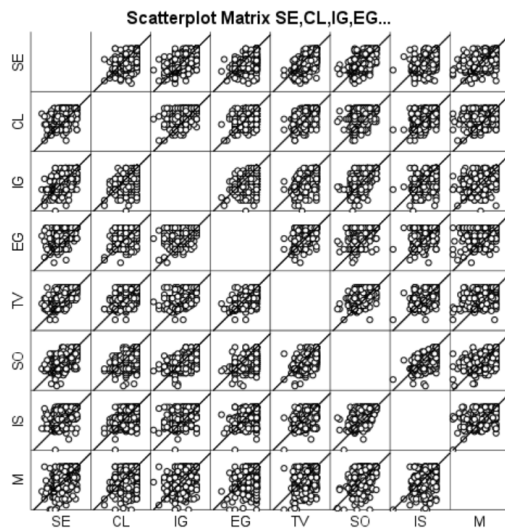 Scatterplot Matrix SE,CL,IG,EG...
SE
CL
IG
EG
TV
SO
IS
M
SE CL IG EG TV SO IS M